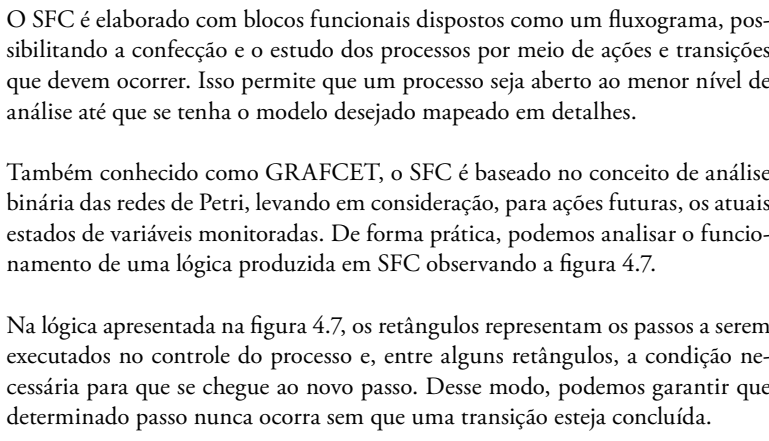 O SFC é elaborado com blocos funcionais dispostos como um fluxograma, pos-
sibilitando a confecção e o estudo dos processos por meio de ações e transições
que devem ocorrer. Isso permite que um processo seja aberto ao menor nível de
análise até que se tenha o modelo desejado mapeado em detalhes.
Também conhecido como GRAFCET, o SFC é baseado no conceito de análise
binária das redes de Petri, levando em consideração, para ações futuras, os atuais
estados de variáveis monitoradas. De forma prática, podemos analisar o funcio-
namento de uma lógica produzida em SFC observando a figura 4.7.
Na lógica apresentada na figura 4.7, os retângulos representam os passos a serem
executados no controle do processo e, entre alguns retângulos, a condição ne-
cessária para que se chegue ao novo passo. Desse modo, podemos garantir que
determinado passo nunca ocorra sem que uma transição esteja concluída.